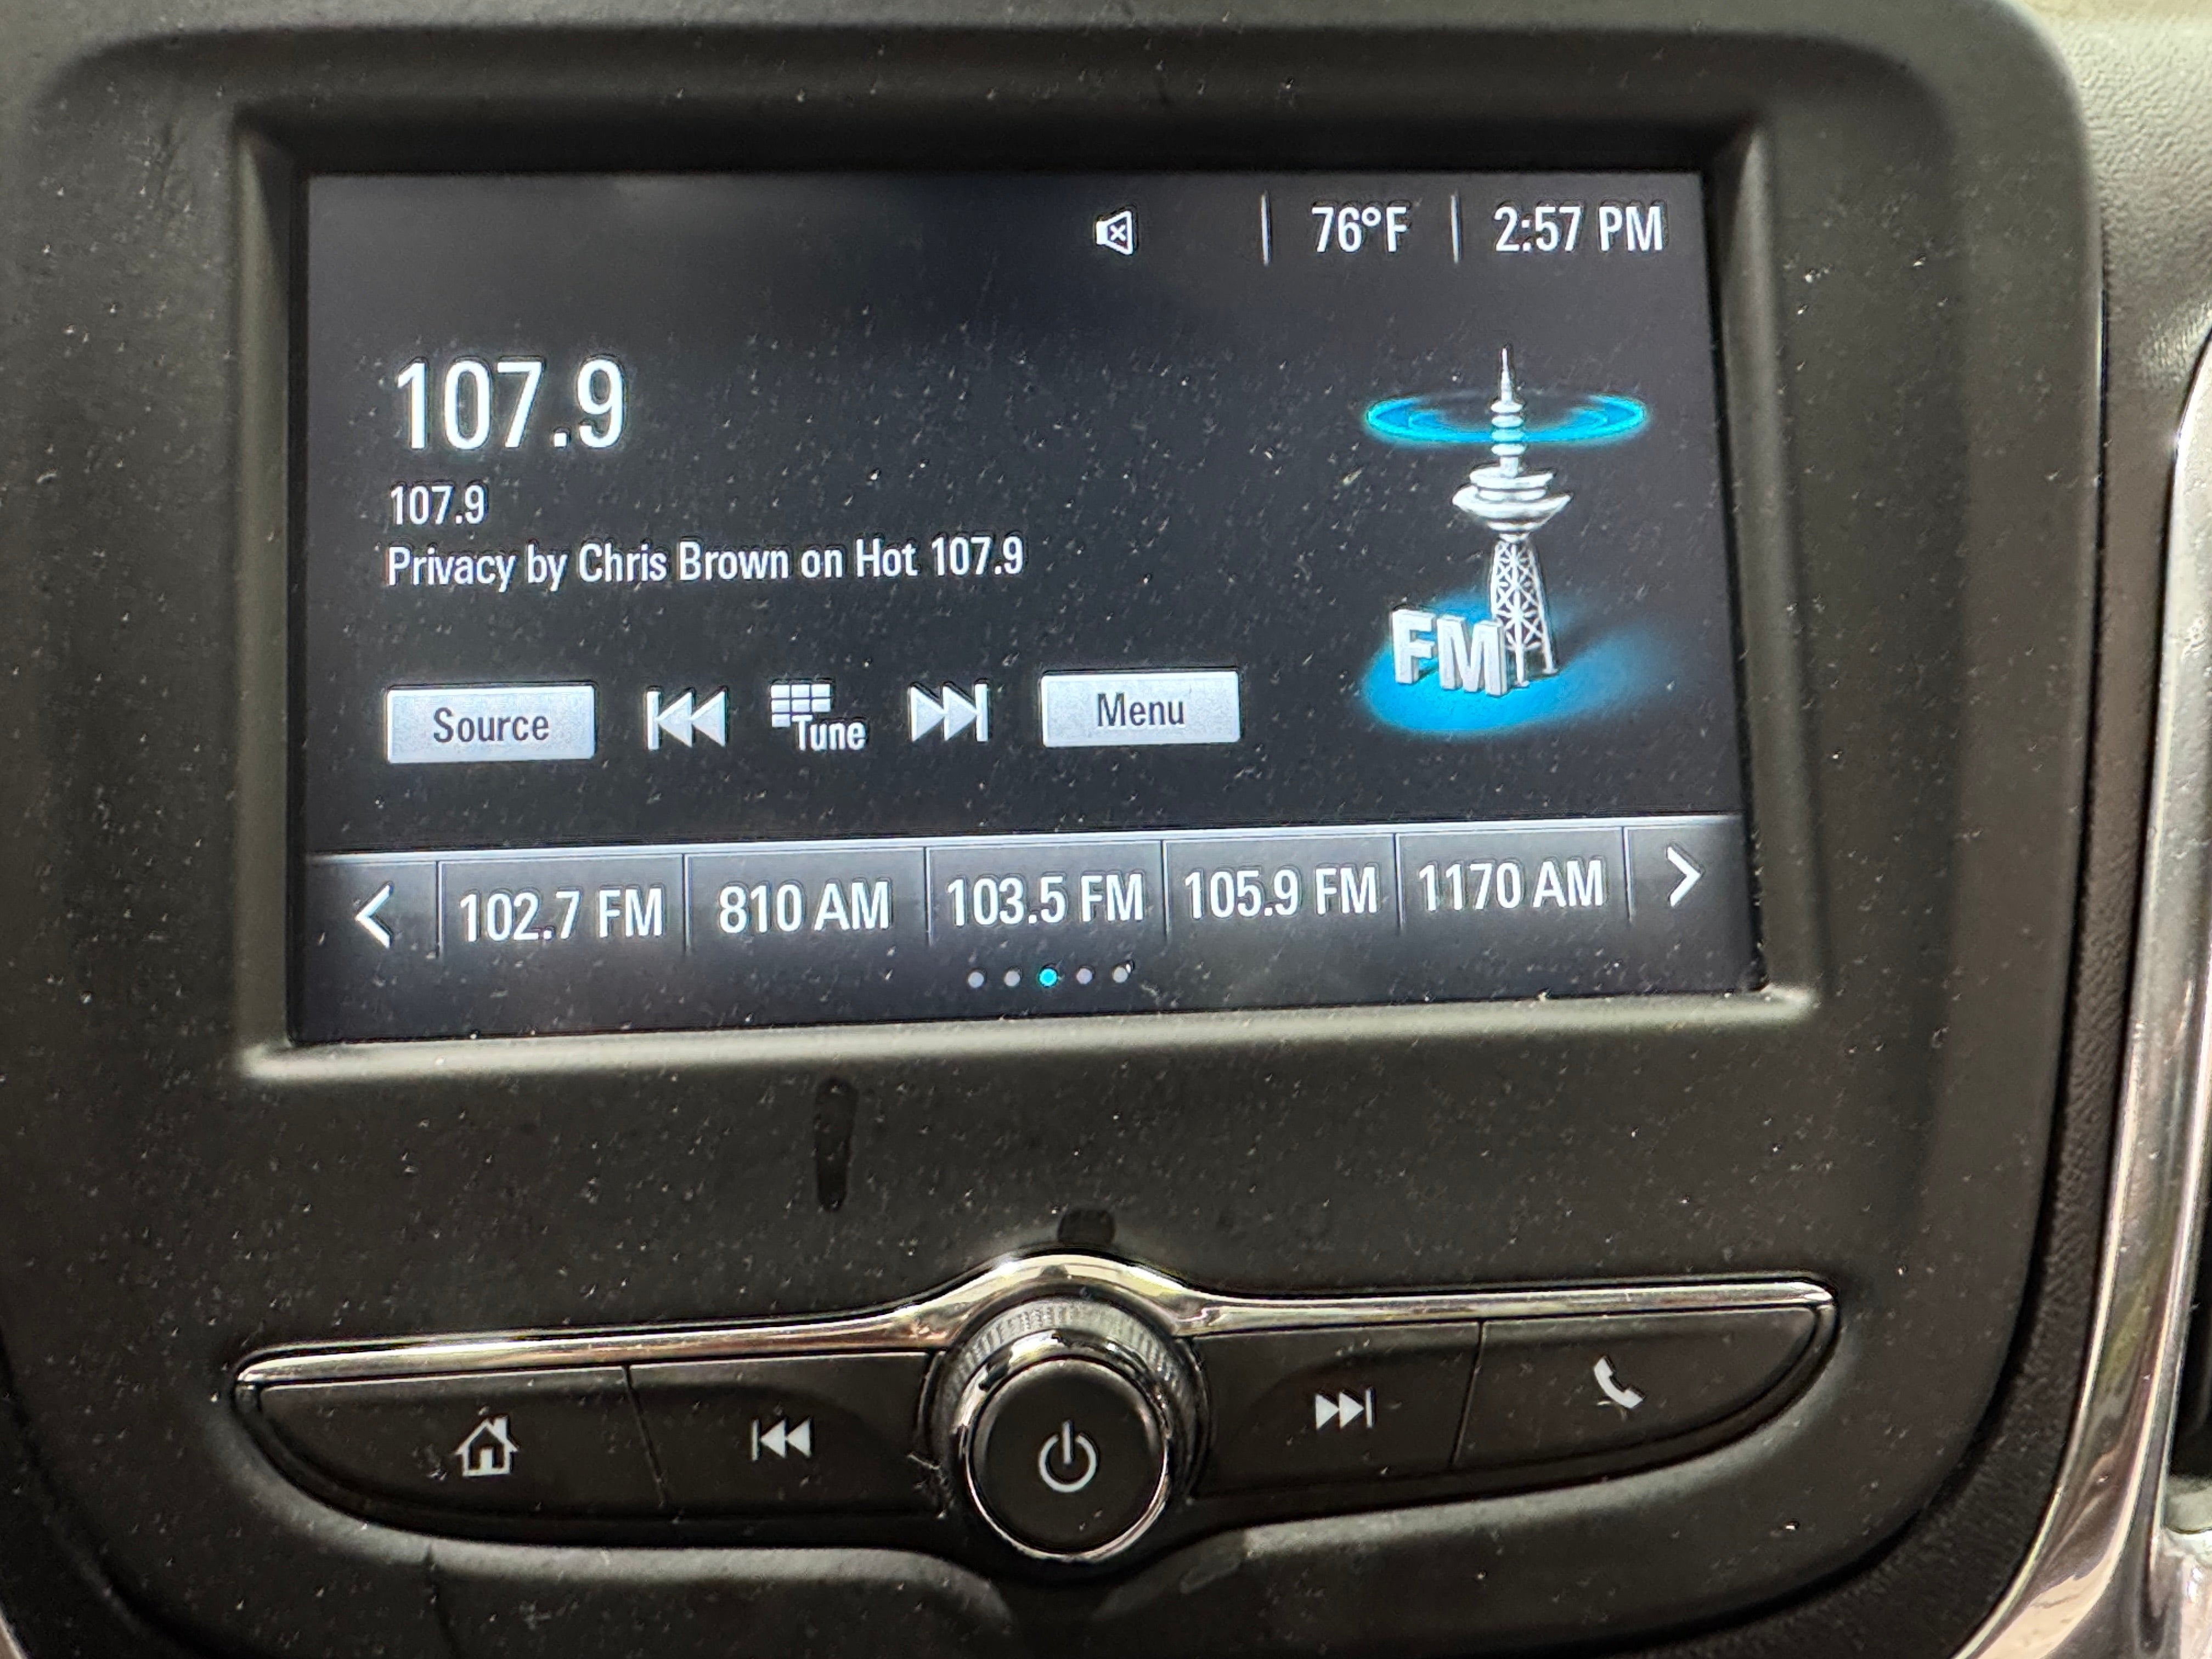 76°F 2:57 PM
107.9
107.9
Privacy by Chris Brown on Hot 107.9
FM
Source Tune Menu
102.7 FM 810 AM 103.5 FM 105.9 FM 1170 AM